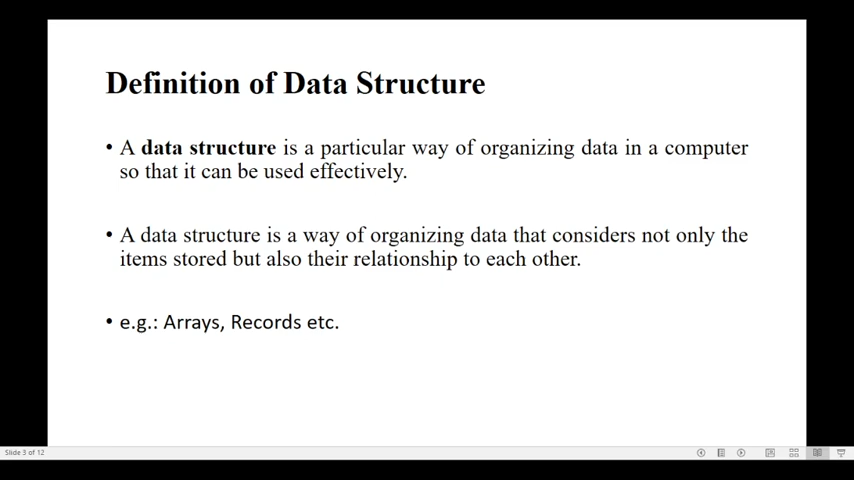 Definition of Data Structure
• A data structure is a particular way of organizing data in a computer
so that it can be used effectively.
• A data structure is a way of organizing data that considers not only the
items stored but also their relationship to each other.
• e.g.: Arrays, Records etc.
Slide 3 of 12